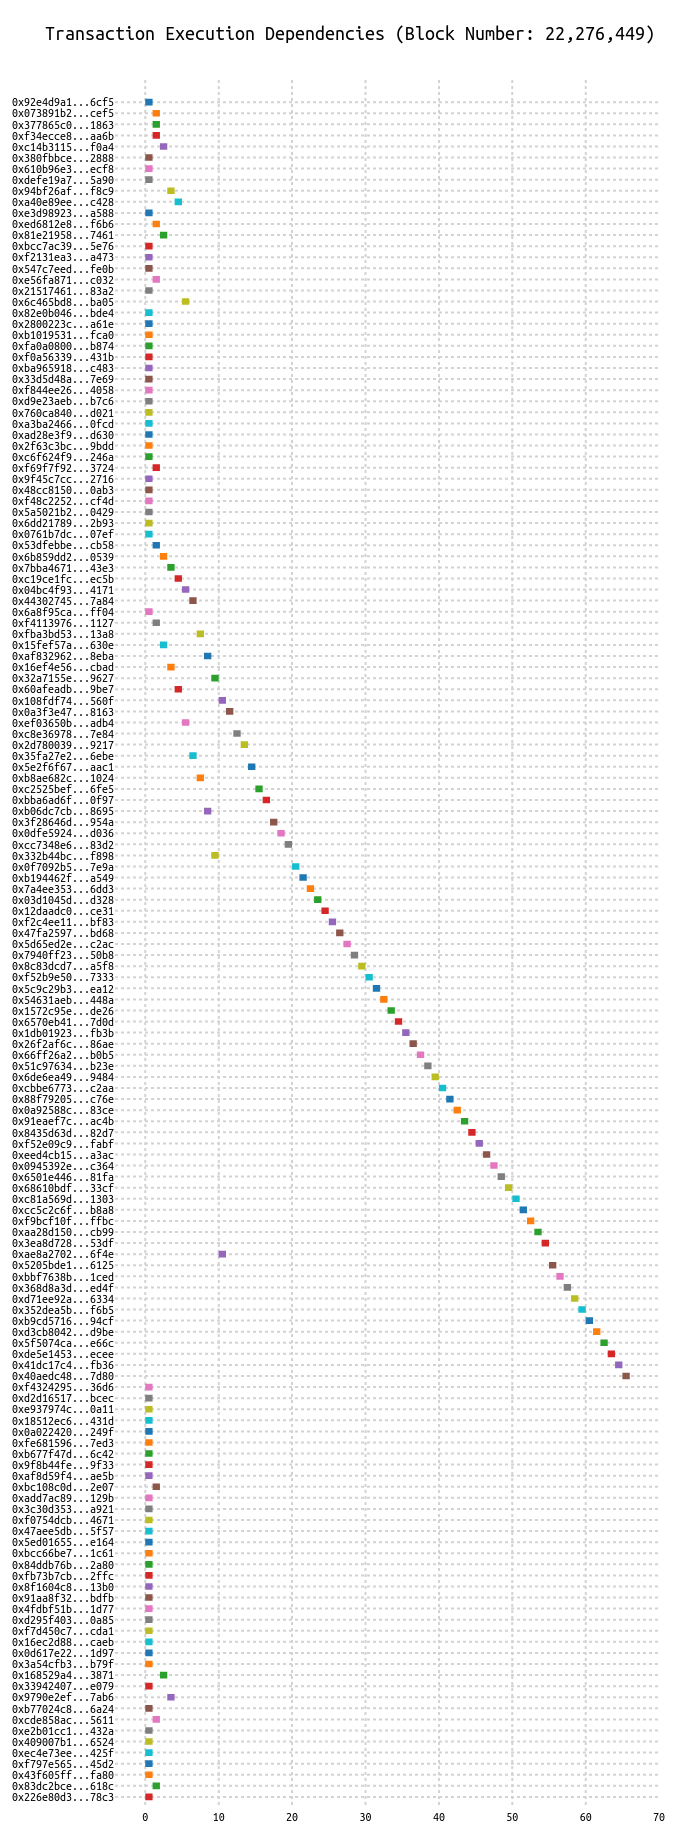 Transaction Execution Dependencies (Block Number: 22,276,449)
0x92e4d9a1...6cf5
0x073891b2...cef5
0x377865c0...1863
0xf34ecce8...aa6b
0xc14b3115...f0a4
0x380fbbce...2888
0x610b96e3...ecf8
0xdefe19a7...5a90
0x94bf26af...f8c9
0xa40e89ee...c428
0xe3d98923...a588
0xed6812e8...f6b6
0x81e21958...7461
0xbcc7ac39...5e76
0xf2131ea3...a473
0x547c7eed...fe0b
0xe56fa871...c032
0x21517461...83a2
0x6c465bd8...ba05
0x82e0b046...bde4
0x2800223c...a61e
0xb1019531...fca0
0xfa0a0800...b874
0xf0a56339...431b
0xba965918...c483
0x33d5d48a...7e69
0xf844ee26...4058
0xd9e23aeb...b7c6
0x760ca840...d021
0xa3ba2466...0fcd
0xad28e3f9...d630
0x2f63c3bc...9bdd
0xc6f624f9...246a
0xf69f7f92...3724
0x9f45c7cc...2716
0x48cc8150...0ab3
0xf48c2252...cf4d
0x5a5021b2...0429
0x6dd21789...2b93
0x0761b7dc...07ef
0x53dfebbe...cb58
0x6b859dd2...0539
0x7bba4671...43e3
0xc19ce1fc...ec5b
0x04bc4f93...4171
0x44302745...7a84
0x6a8f95ca...ff04
0xf4113976...1127
0xfba3bd53...13a8
0x15fef57a...630e
0xaf832962...8eba
0x16ef4e56...cbad
0x32a7155e...9627
0x60afeadb...9be7
0x108fdf74...560f
0x0a3f3e47...8163
0xef03650b...adb4
0xc8e36978...7e84
0x2d780039...9217
0x35fa27e2...6ebe
0x5e2f6f67...aac1
0xb8ae682c...1024
0xc2525bef...6fe5
0xbba6ad6f...0f97
0xb06dc7cb...8695
0x3f28646d...954a
0x0dfe5924...d036
0xcc7348e6...83d2
0x332b44bc...f898
0x0f7092b5...7e9a
0xb194462f...a549
0x7a4ee353...6dd3
0x03d1045d...d328
0x12daadc0...ce31
0xf2c4ee11...bf83
0x47fa2597...bd68
0x5d65ed2e...c2ac
0x7940ff23...50b8
0x8c83dcd7...a5f8
0xf52b9e50...7333
0x5c9c29b3...ea12
0x54631aeb...448a
0x1572c95e...de26
0x6570eb41...7d0d
0x1db01923...fb3b
0x26f2af6c...86ae
0x66ff26a2...b0b5
0x51c97634...b23e
0x6de6ea49...9484
0xcbbe6773...c2aa
0x88f79205...c76e
0x0a92588c...83ce
0x91eaef7c...ac4b
0x8435d63d...82d7
0xf52e09c9...fabf
0xeed4cb15...a3ac
0x0945392e...c364
0x6501e446...81fa
0x68610bdf...33cf
0xc81a569d...1303
0xcc5c2c6f...b8a8
0xf9bcf10f...ffbc
0xaa28d150...cb99
0x3ea8d728...53df
0xae8a2702...6f4e
0x5205bde1...6125
0xbbf7638b...1ced
0x368d8a3d...ed4f
0xd71ee92a...6334
0x352dea5b...f6b5
0xb9cd5716...94cf
0xd3cb8042...d9be
0x5f5074ca...e66c
0xde5e1453...ecee
0x41dc17c4...fb36
0x40aedc48...7d80
0xf4324295...36d6
0xd2d16517...bcec
0xe937974c...0a11
0x18512ec6...431d
0x0a022420...249f
0xfe681596...7ed3
0xb677f47d...6c42
0x9f8b44fe...9f33
0xaf8d59f4...ae5b
0xbc108c0d...2e07
0xadd7ac89...129b
0x3c30d353...a921
0xf0754dcb...4671
0x47aee5db...5f57
0x5ed01655...e164
0xbcc66be7...1c61
0x84ddb76b...2a80
0xfb73b7cb...2ffc
0x8f1604c8...13b0
0x91aa8f32...bdfb
0x4fdbf51b...1d77
0xd295f403...0a85
0xf7d450c7...cda1
0x16ec2d88...caeb
0x0d617e22...1d97
0x3a54cfb3...b79f
0x168529a4...3871
0x33942407...e079
0x9790e2ef...7ab6
0xb77024c8...6a24
0xcde858ac...5611
0xe2b01cc1...432a
0x409007b1...6524
0xec4e73ee...425f
0xf797e565...45d2
0x43f605ff...fa80
0x83dc2bce...618c
0x226e80d3...78c3
0 10 20 30 40 50 60 70